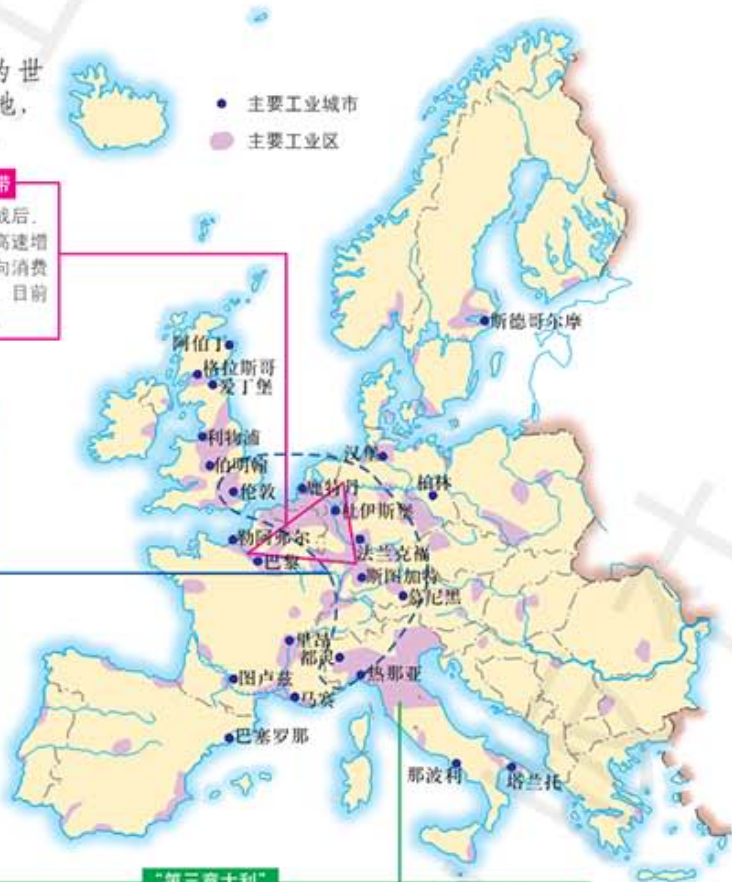 的世
地，
主要工业城市
主要工业区
带
战后，
高速增
向消费
目前
斯德哥尔摩
阿伯丁
格拉斯哥
爱丁堡
利物浦
伯明翰
伦敦
汉堡
鹿特丹
柏林
杜伊斯堡
勒阿弗尔
法兰克福
巴黎
斯图加特
慕尼黑
里昂
都灵
图卢兹
热那亚
马赛
巴塞罗那
那波利
塔兰托
“第三意大利”